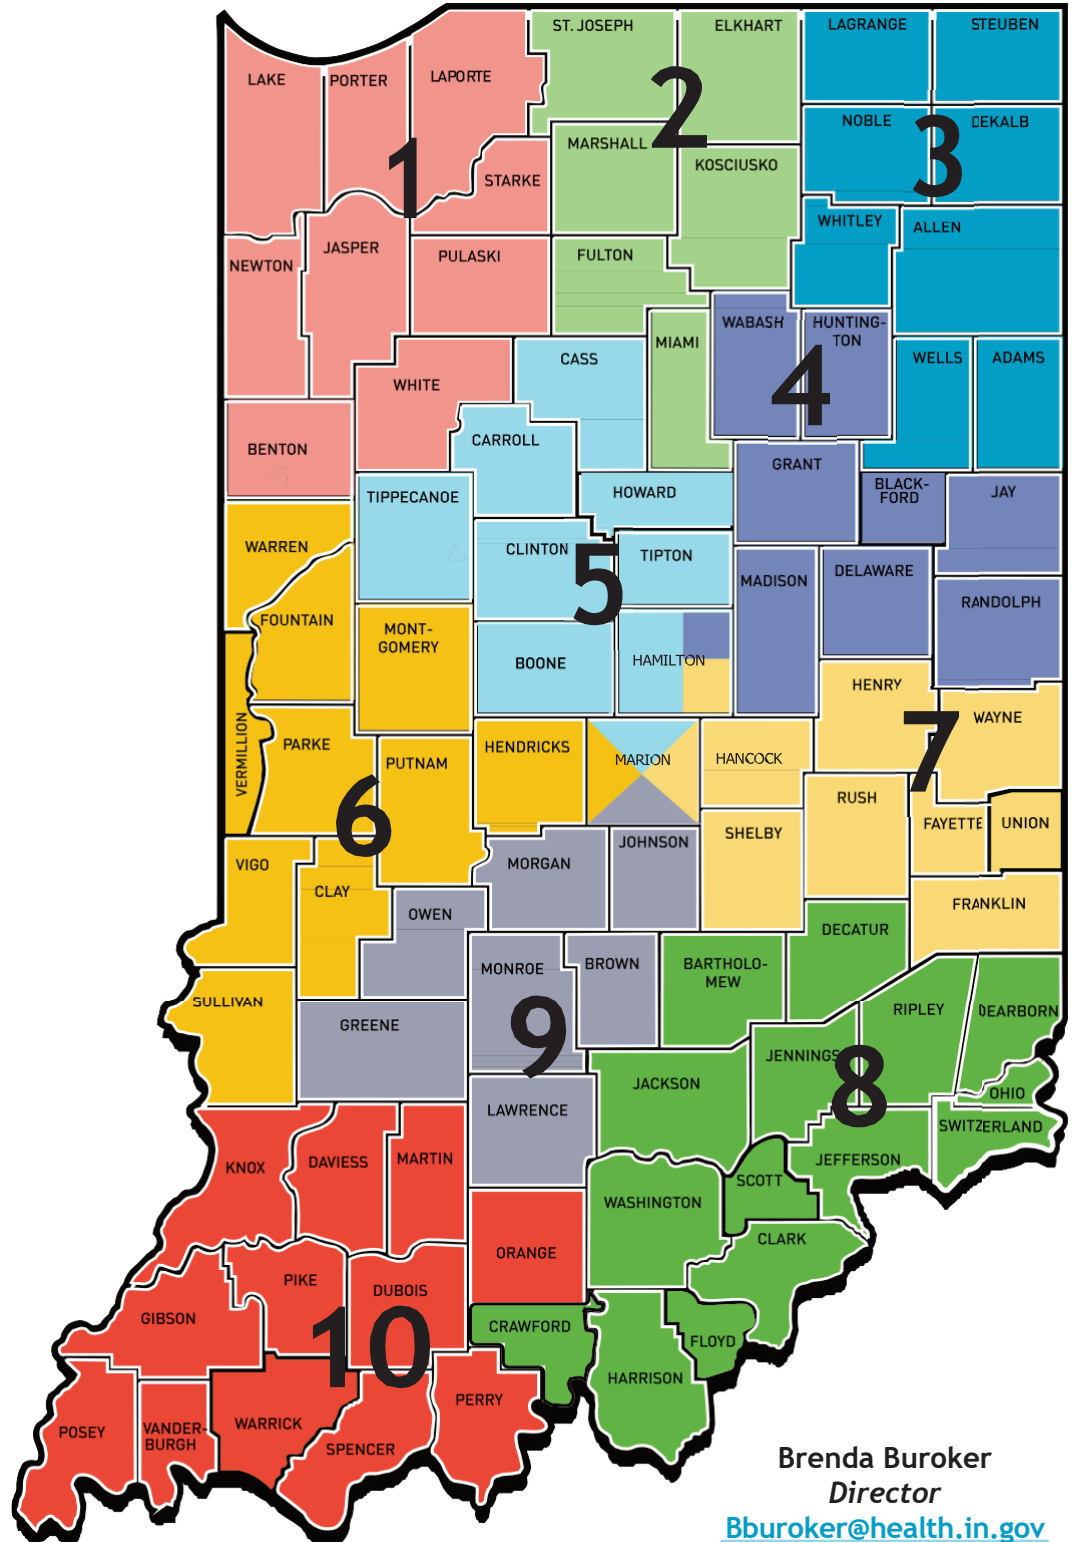 ST. JOSEPH
ELKHART
LAGRANGE
STEUBEN
LAKE
PORTER
LAPORTE
2
NOBLE
DEKALB
3
MARSHALL
KOSCIUSKO
1
STARKE
WHITLEY
ALLEN
NEWTON
JASPER
PULASKI
FULTON
WABASH
HUNTING-
TON
MIAMI
4
WELLS
ADAMS
CASS
WHITE
BENTON
CARROLL
GRANT
TIPPECANOE
HOWARD
BLACK-
FORD
JAY
WARREN
CLINTON
5
TIPTON
MADISON
DELAWARE
RANDOLPH
FOUNTAIN
MONT-
GOMERY
BOONE
HAMILTON
HENRY
7
WAYNE
VERMILLION
PARKE
PUTNAM
HENDRICKS
MARION
HANCOCK
6
RUSH
FAYETTE
UNION
SHELBY
VIGO
CLAY
MORGAN
JOHNSON
OWEN
FRANKLIN
DECATUR
MONROE
BROWN
BARTHOLO-
MEW
SULLIVAN
GREENE
9
RIPLEY
DEARBORN
JENNINGS
8
JACKSON
OHIO
LAWRENCE
SWITZERLAND
KNOX
DAVIESS
MARTIN
JEFFERSON
SCOTT
WASHINGTON
ORANGE
CLARK
PIKE
DUBOIS
GIBSON
10
CRAWFORD
FLOYD
HARRISON
PERRY
POSEY
VANDER-
BURGH
WARRICK
SPENCER
Brenda Buroker
Director
Bburoker@health.in.gov